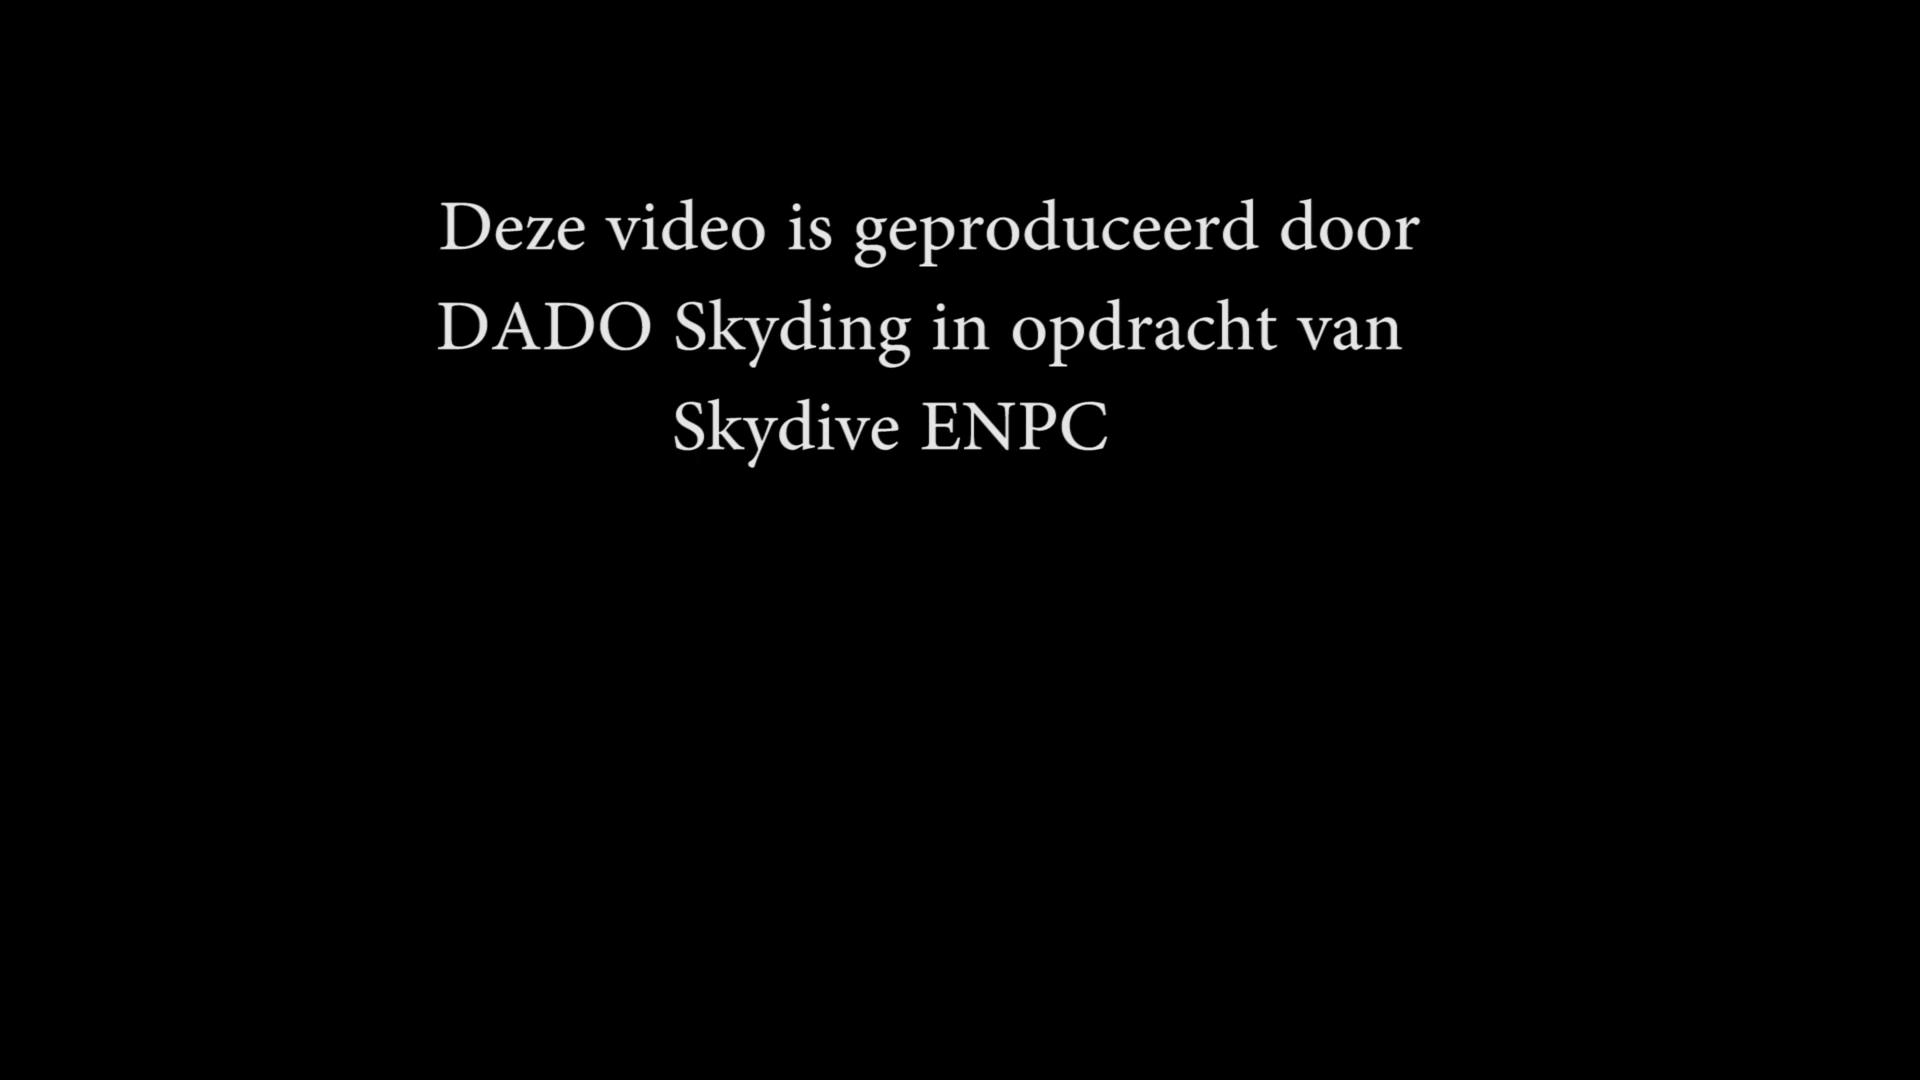 Deze video is geproduceerd door
DADO Skyding in opdracht van
Skydive ENPC